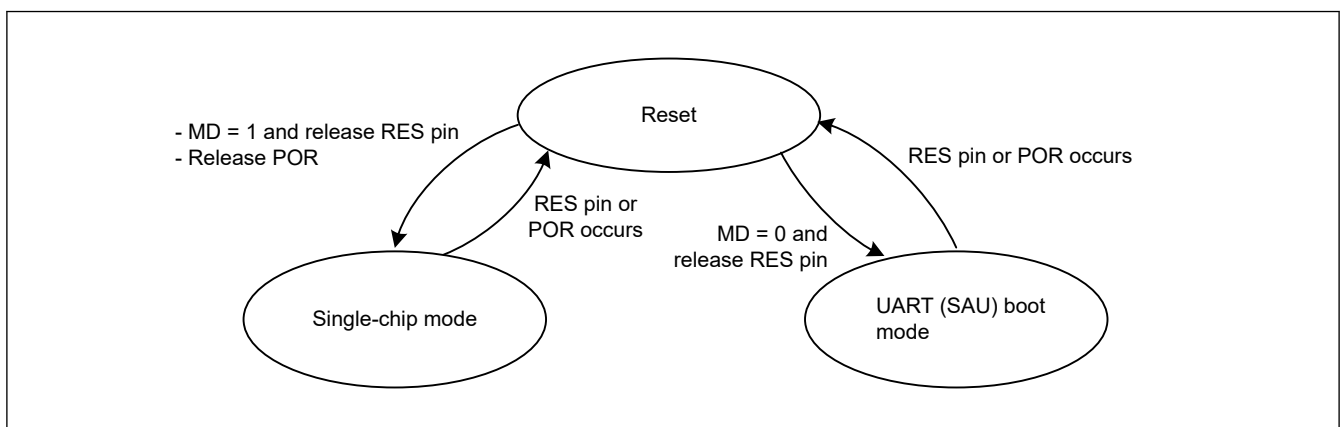 Reset
- MD = 1 and release RES pin
- Release POR
RES pin or
POR occurs
MD = 0 and
release RES pin
RES pin or POR occurs
Single-chip mode
UART (SAU) boot
mode